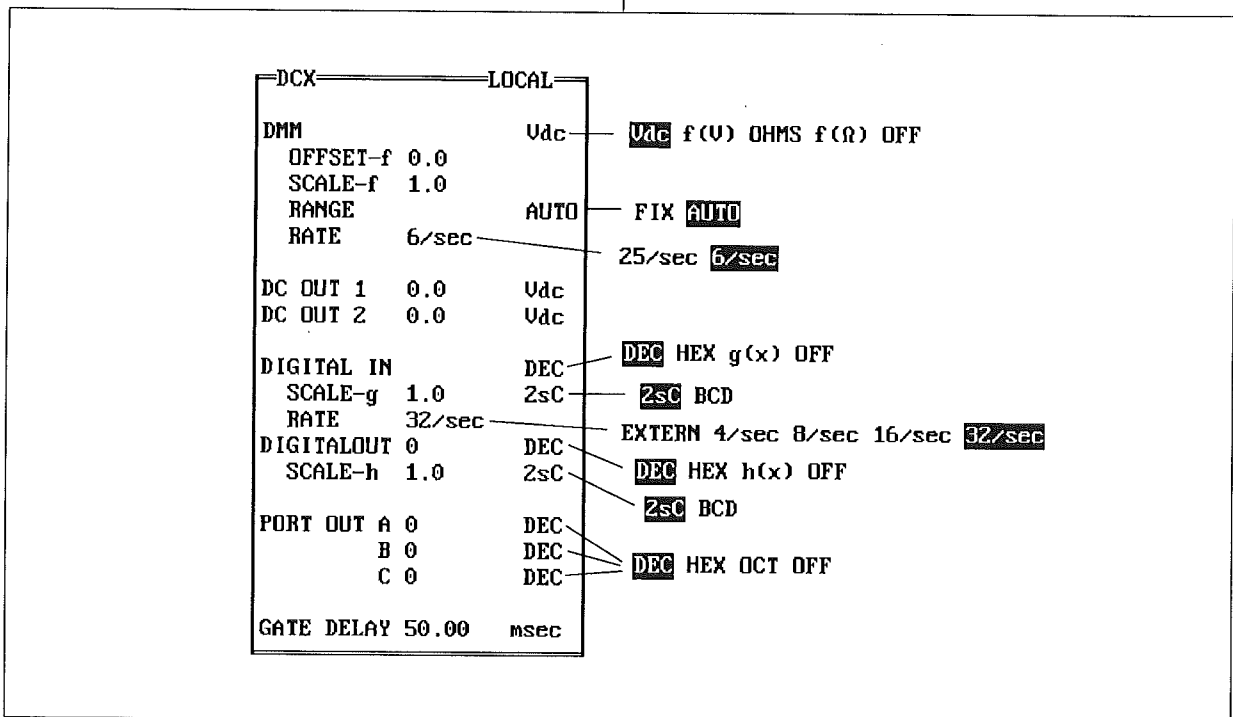 DCX LOCAL
DMM Vdc Vdc f(V) OHMS f(Ω) OFF
OFFSET-f 0.0
SCALE-f 1.0
RANGE AUTO FIX AUTO
RATE 6/sec 25/sec 6/sec
DC OUT 1 0.0 Vdc
DC OUT 2 0.0 Vdc
DIGITAL IN DEC DEC HEX g(x) OFF
SCALE-g 1.0 2sC 2sC BCD
RATE 32/sec EXTERN 4/sec 8/sec 16/sec 32/sec
DIGITALOUT 0 DEC DEC HEX h(x) OFF
SCALE-h 1.0 2sC 2sC BCD
PORT OUT A 0 DEC
B 0 DEC DEC HEX OCT OFF
C 0 DEC
GATE DELAY 50.00 msec